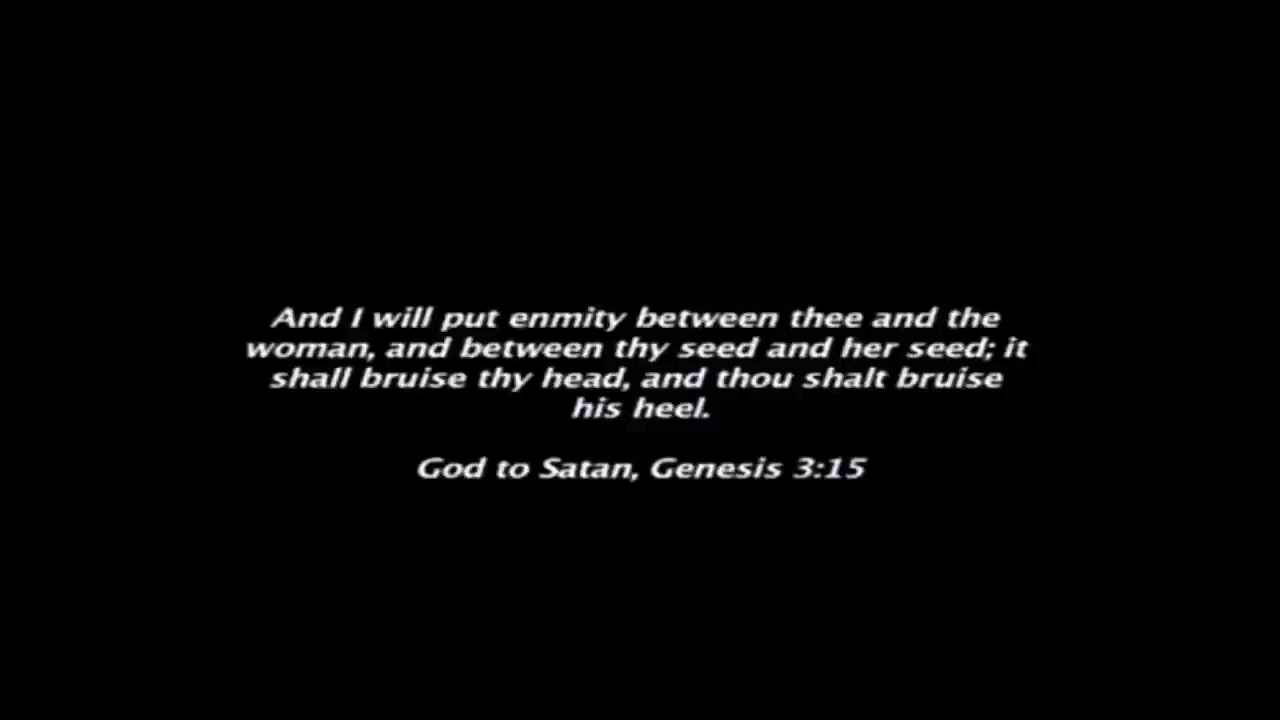 And I will put enmity between thee and the
woman, and between thy seed and her seed; it
shall bruise thy head, and thou shalt bruise
his heel.
God to Satan, Genesis 3:15